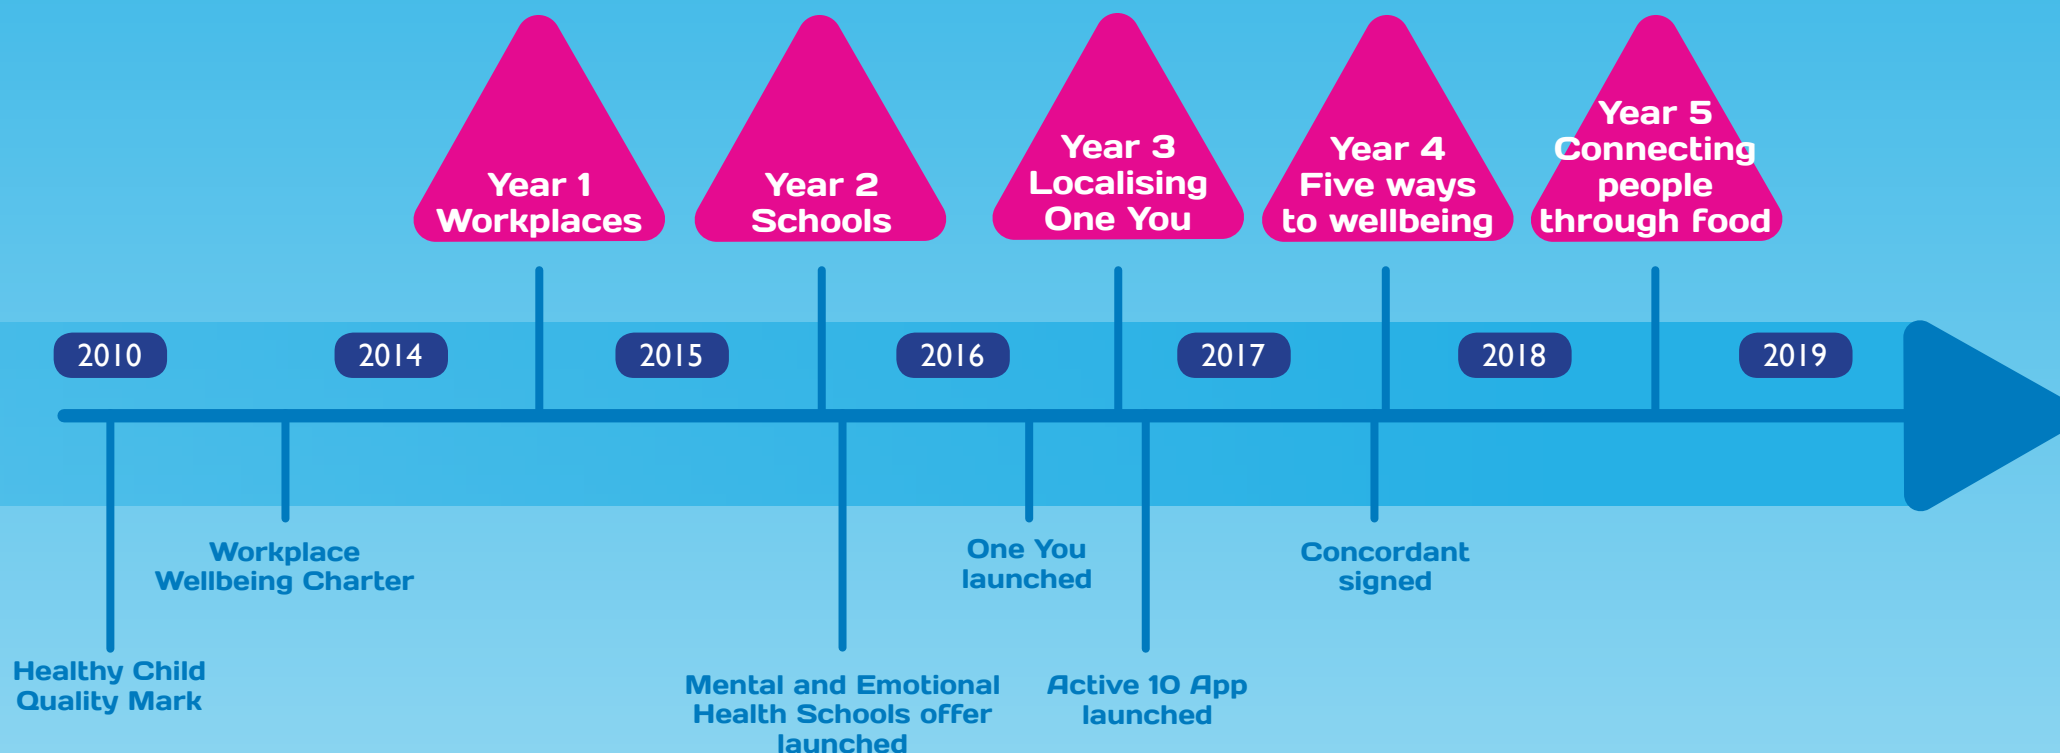 Year 1
Workplaces
Year 2
Schools
Year 3
Localising
One You
Year 4
Five ways
to wellbeing
Year 5
Connecting
people
through food
2010
2014
2015
2016
2017
2018
2019
Workplace
Wellbeing Charter
One You
launched
Concordant
signed
Healthy Child
Quality Mark
Mental and Emotional
Health Schools offer
launched
Active 10 App
launched